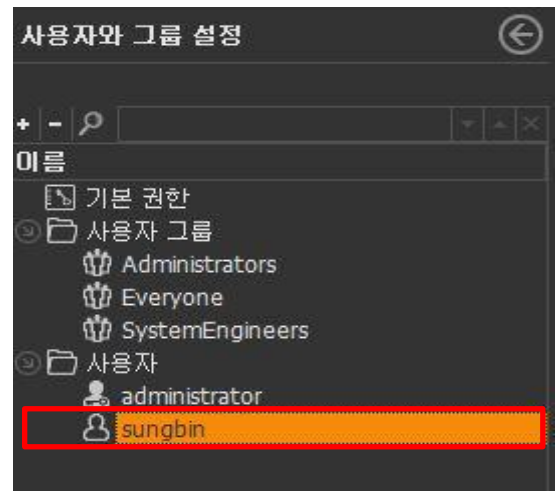 사용자와 그룹 설정
이름
기본 권한
사용자 그룹
Administrators
Everyone
SystemEngineers
사용자
administrator
sungbin